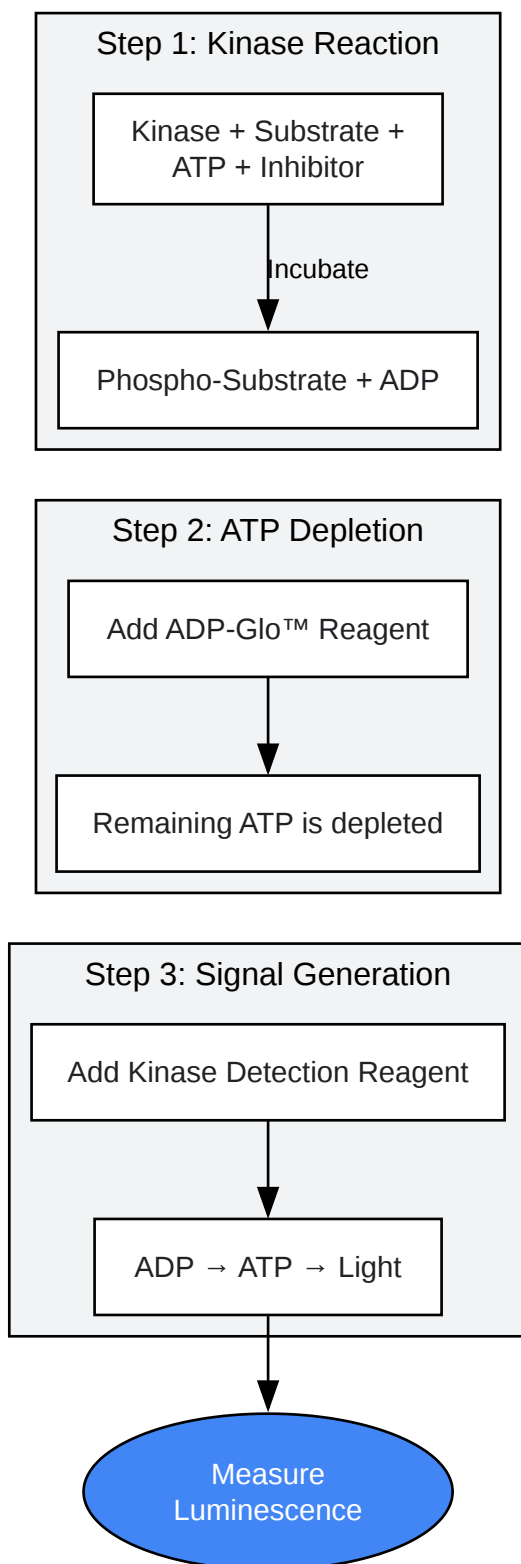 Step 1: Kinase Reaction
Kinase + Substrate +
ATP + Inhibitor
Incubate
Phospho-Substrate + ADP
Step 2: ATP Depletion
Add ADP-Glo™ Reagent
Remaining ATP is depleted
Step 3: Signal Generation
Add Kinase Detection Reagent
ADP → ATP → Light
Measure
Luminescence